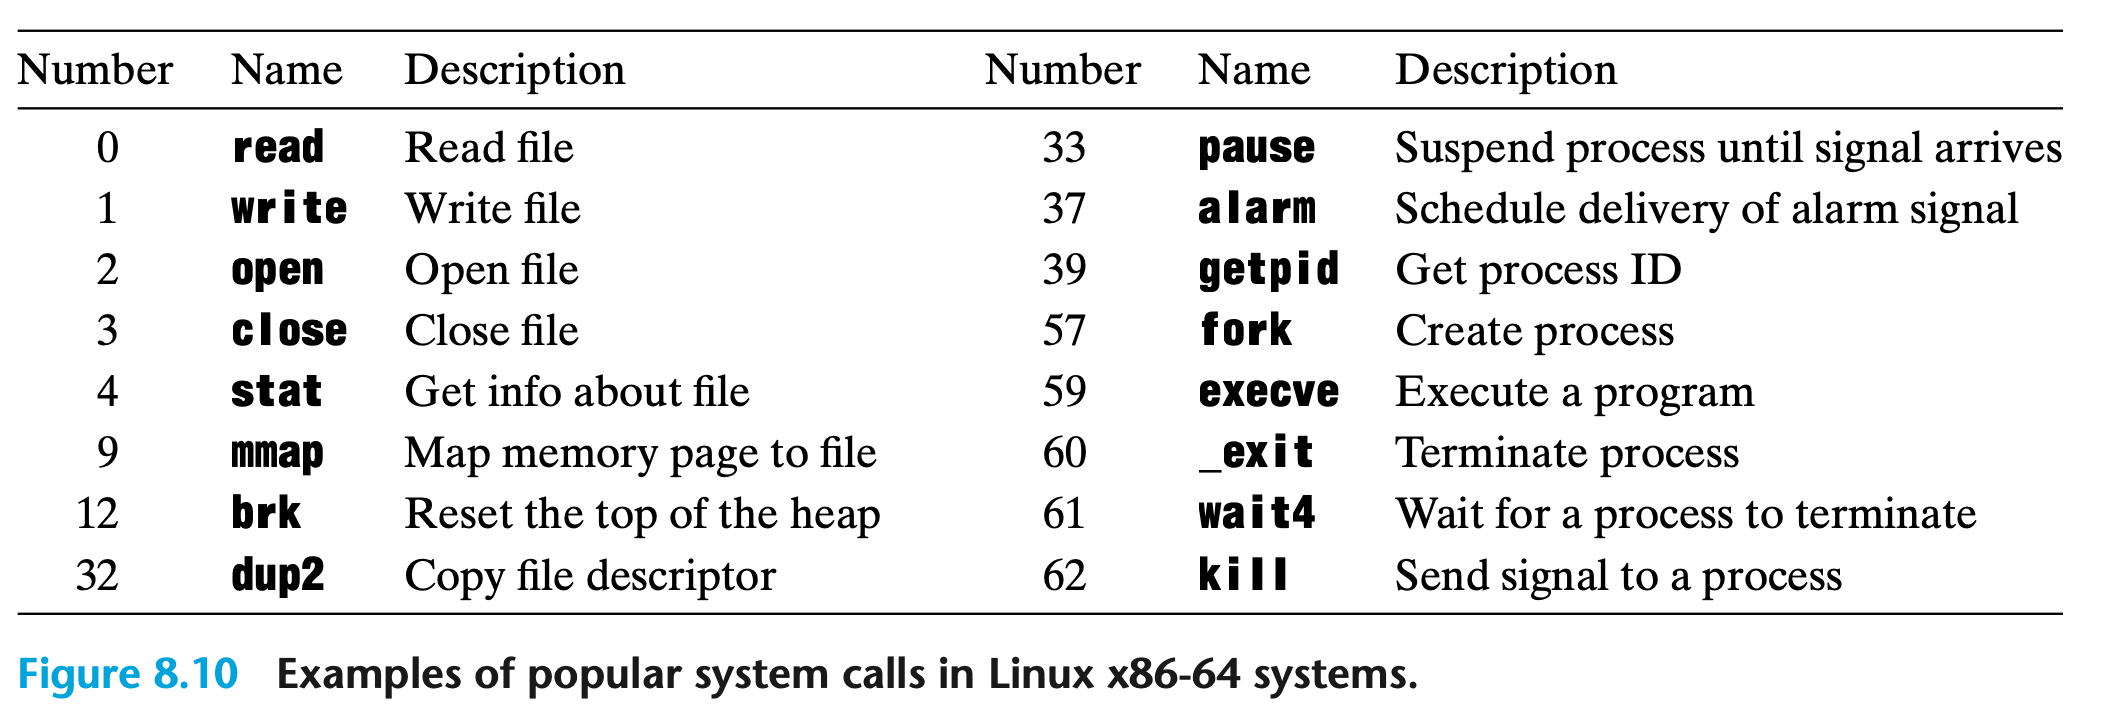 Number Name Description Number Name Description
0 read Read file 33 pause Suspend process until signal arrives
1 write Write file 37 alarm Schedule delivery of alarm signal
2 open Open file 39 getpid Get process ID
3 close Close file 57 fork Create process
4 stat Get info about file 59 execve Execute a program
9 mmap Map memory page to file 60 _exit Terminate process
12 brk Reset the top of the heap 61 wait4 Wait for a process to terminate
32 dup2 Copy file descriptor 62 kill Send signal to a process
Figure 8.10 Examples of popular system calls in Linux x86-64 systems.